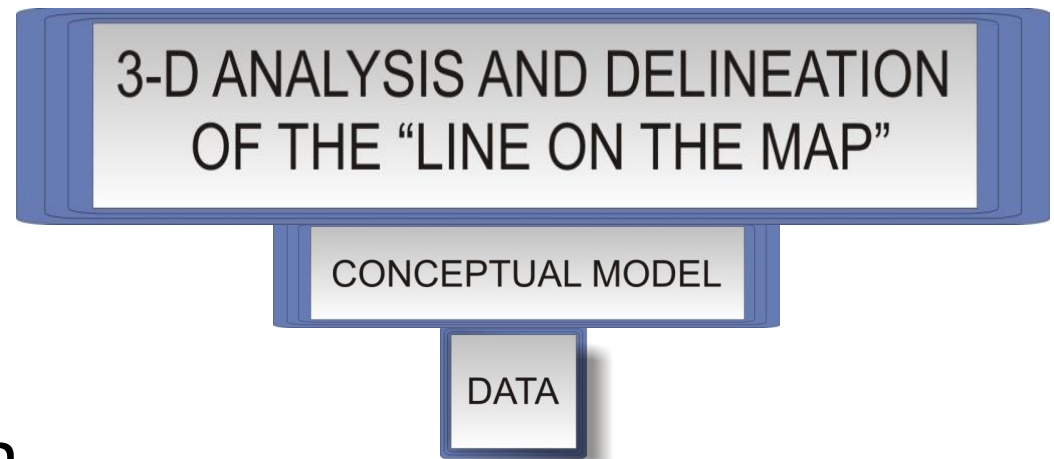 3-D ANALYSIS AND DELINEATION
OF THE “LINE ON THE MAP”
CONCEPTUAL MODEL
DATA